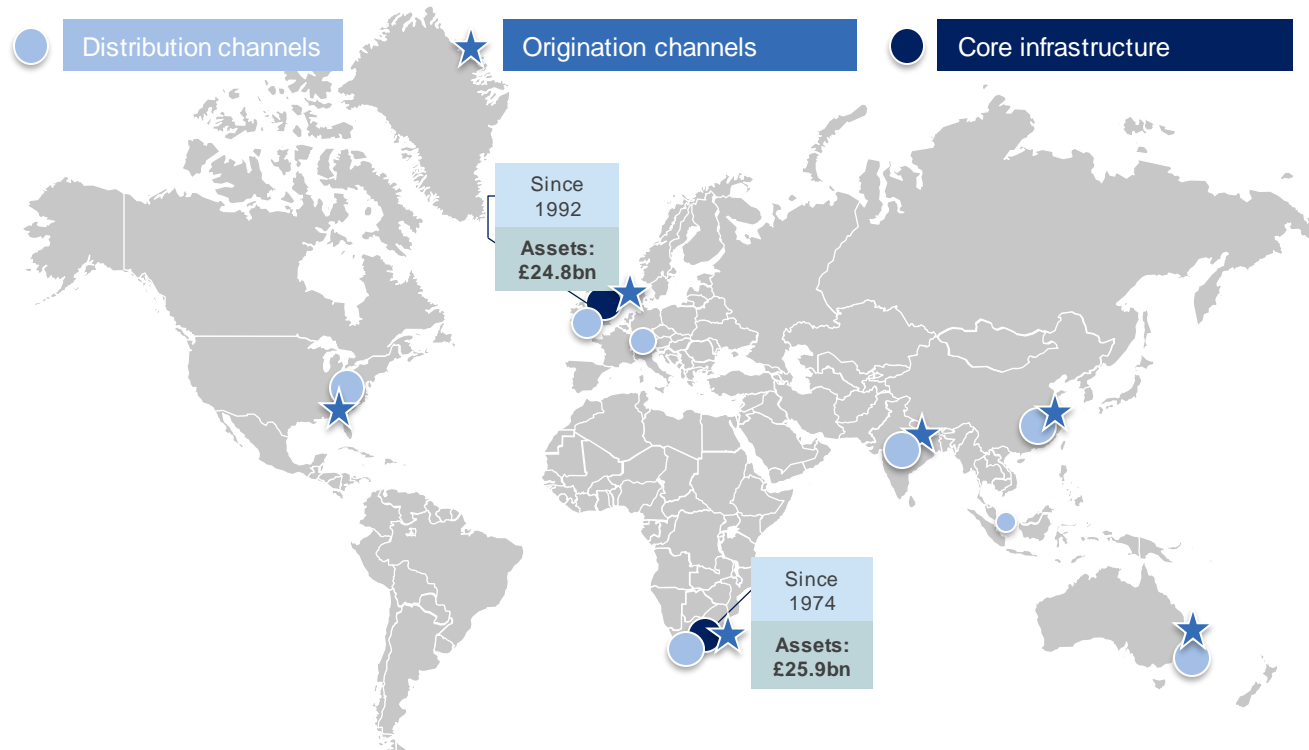 Distribution channels
Origination channels
Core infrastructure
Since
1992
Assets:
£24.8bn
Since
1974
Assets:
£25.9bn